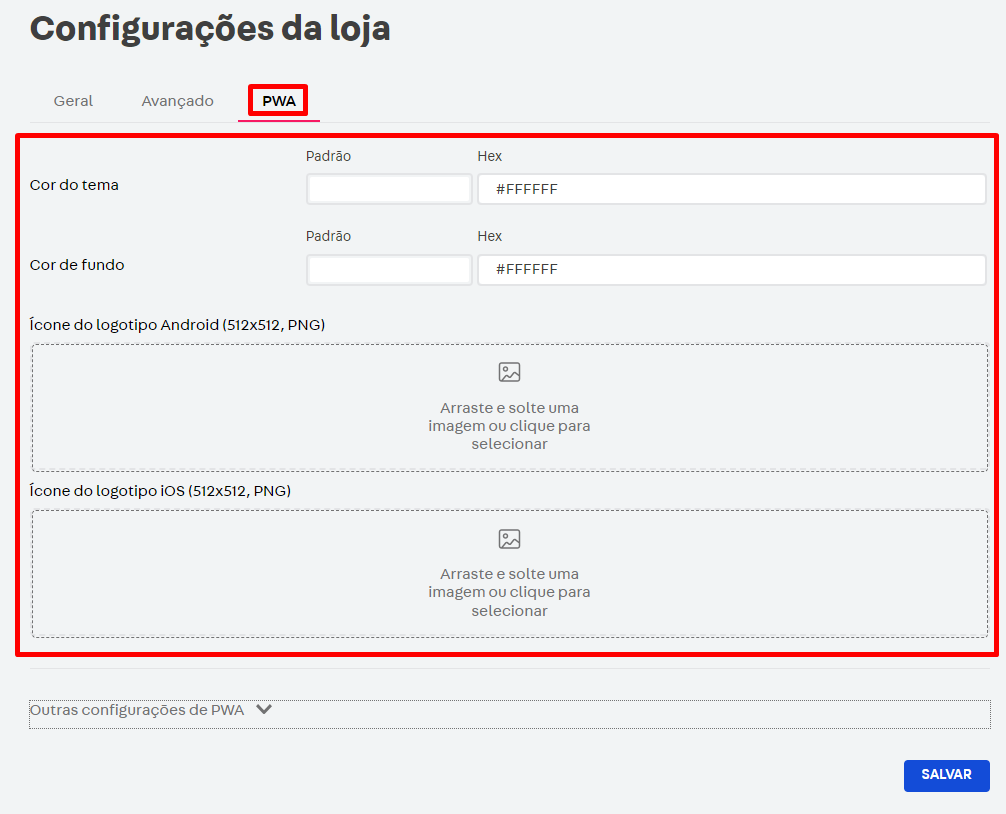 Configurações da loja
Geral Avançado PWA
Padrão Hex
Cor do tema #FFFFFF
Padrão Hex
Cor de fundo #FFFFFF
Ícone do logotipo Android (512x512, PNG)
Arraste e solte uma
imagem ou clique para
selecionar
Ícone do logotipo iOS (512x512, PNG)
Arraste e solte uma
imagem ou clique para
selecionar
Outras configurações de PWA
SALVAR